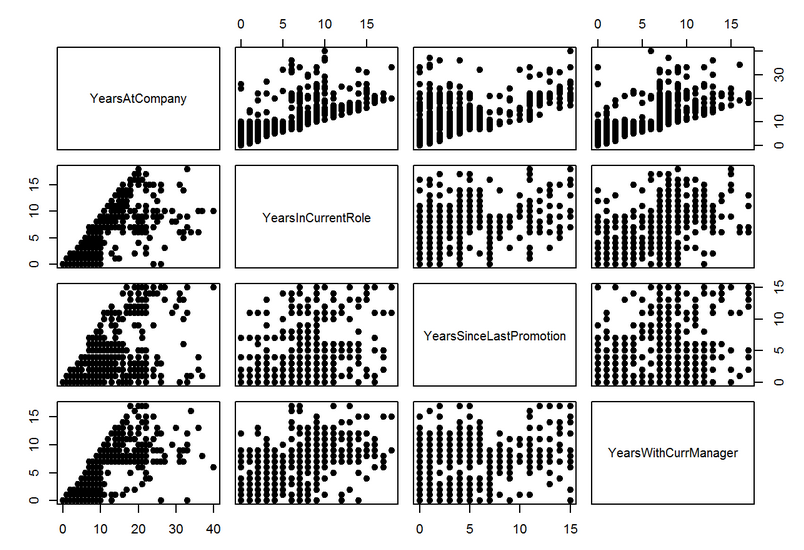 0 5 10 15
0 5 10 15
YearsAtCompany
0 10 30
0 5 10 15
YearsInCurrentRole
YearsSinceLastPromotion
0 5 10 15
0 5 10 15
YearsWithCurrManager
0 10 20 30 40
0 5 10 15